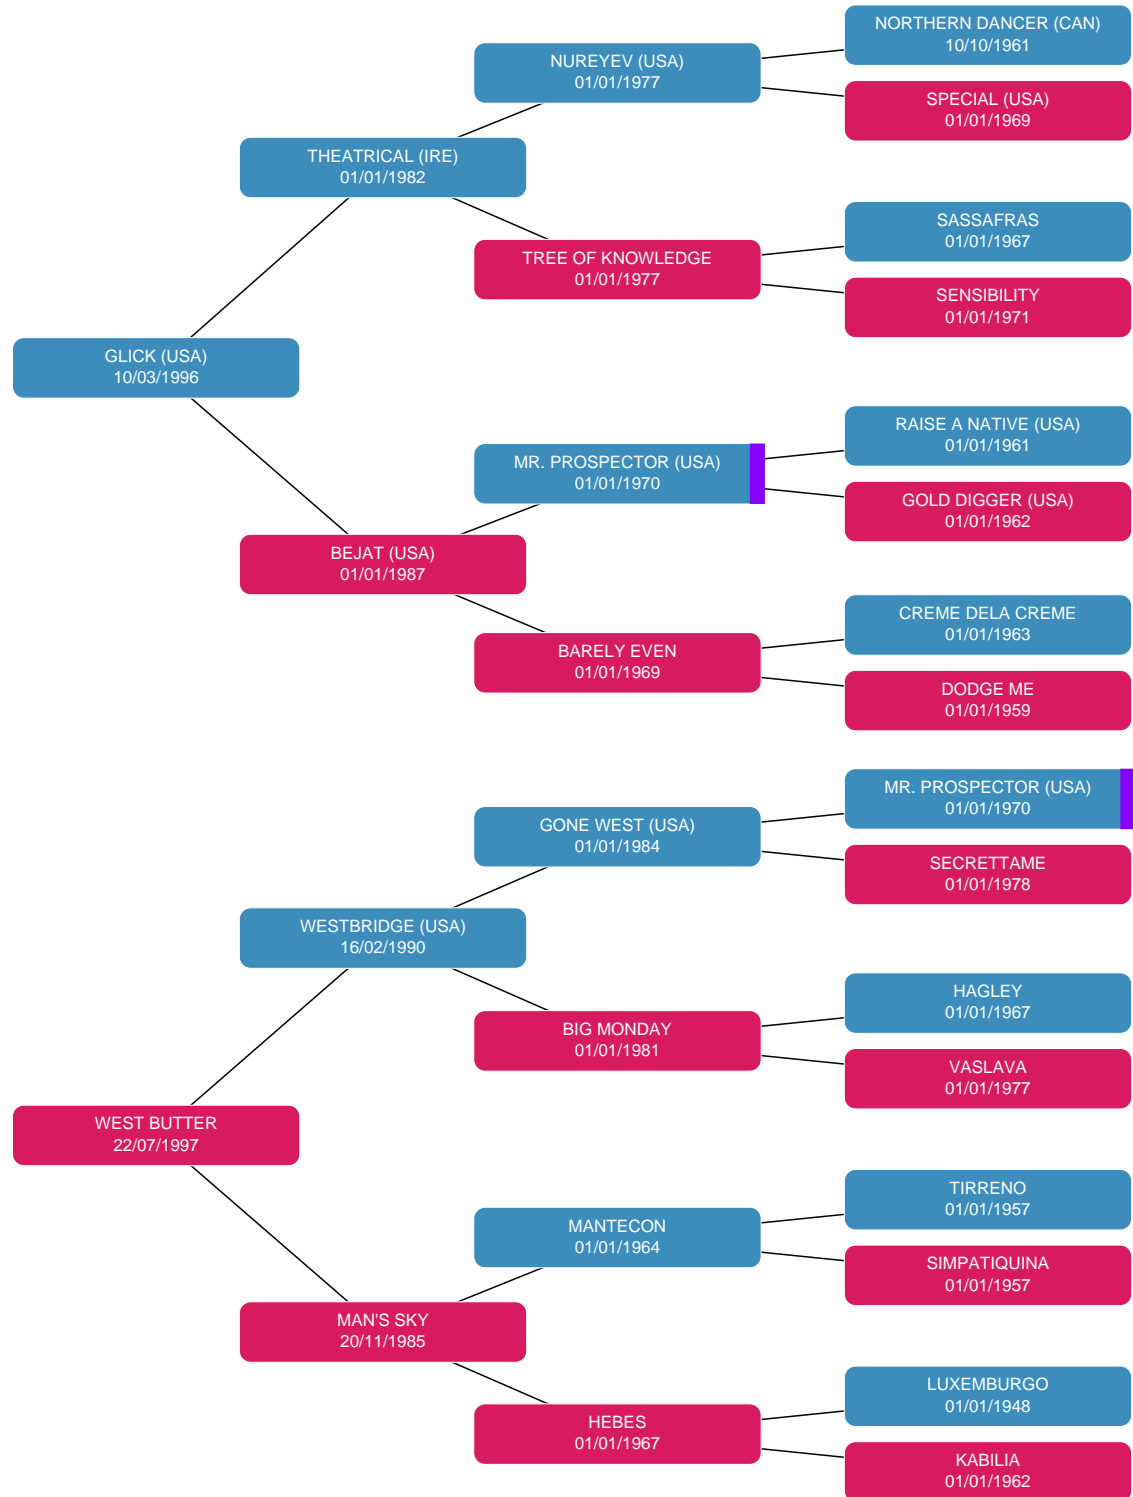 NORTHERN DANCER (CAN)
10/10/1961
NUREYEV (USA)
01/01/1977
SPECIAL (USA)
01/01/1969
THEATRICAL (IRE)
01/01/1982
SASSAFRAS
01/01/1967
TREE OF KNOWLEDGE
01/01/1977
SENSIBILITY
01/01/1971
GLICK (USA)
10/03/1996
RAISE A NATIVE (USA)
01/01/1961
MR. PROSPECTOR (USA)
01/01/1970
GOLD DIGGER (USA)
01/01/1962
BEJAT (USA)
01/01/1987
CREME DELA CREME
01/01/1963
BARELY EVEN
01/01/1969
DODGE ME
01/01/1959
MR. PROSPECTOR (USA)
01/01/1970
GONE WEST (USA)
01/01/1984
SECRETTAME
01/01/1978
WESTBRIDGE (USA)
16/02/1990
HAGLEY
01/01/1967
BIG MONDAY
01/01/1981
VASLAVA
01/01/1977
WEST BUTTER
22/07/1997
TIRRENO
01/01/1957
MANTECON
01/01/1964
SIMPATIQUINA
01/01/1957
MAN'S SKY
20/11/1985
LUXEMBURGO
01/01/1948
HEBES
01/01/1967
KABILIA
01/01/1962